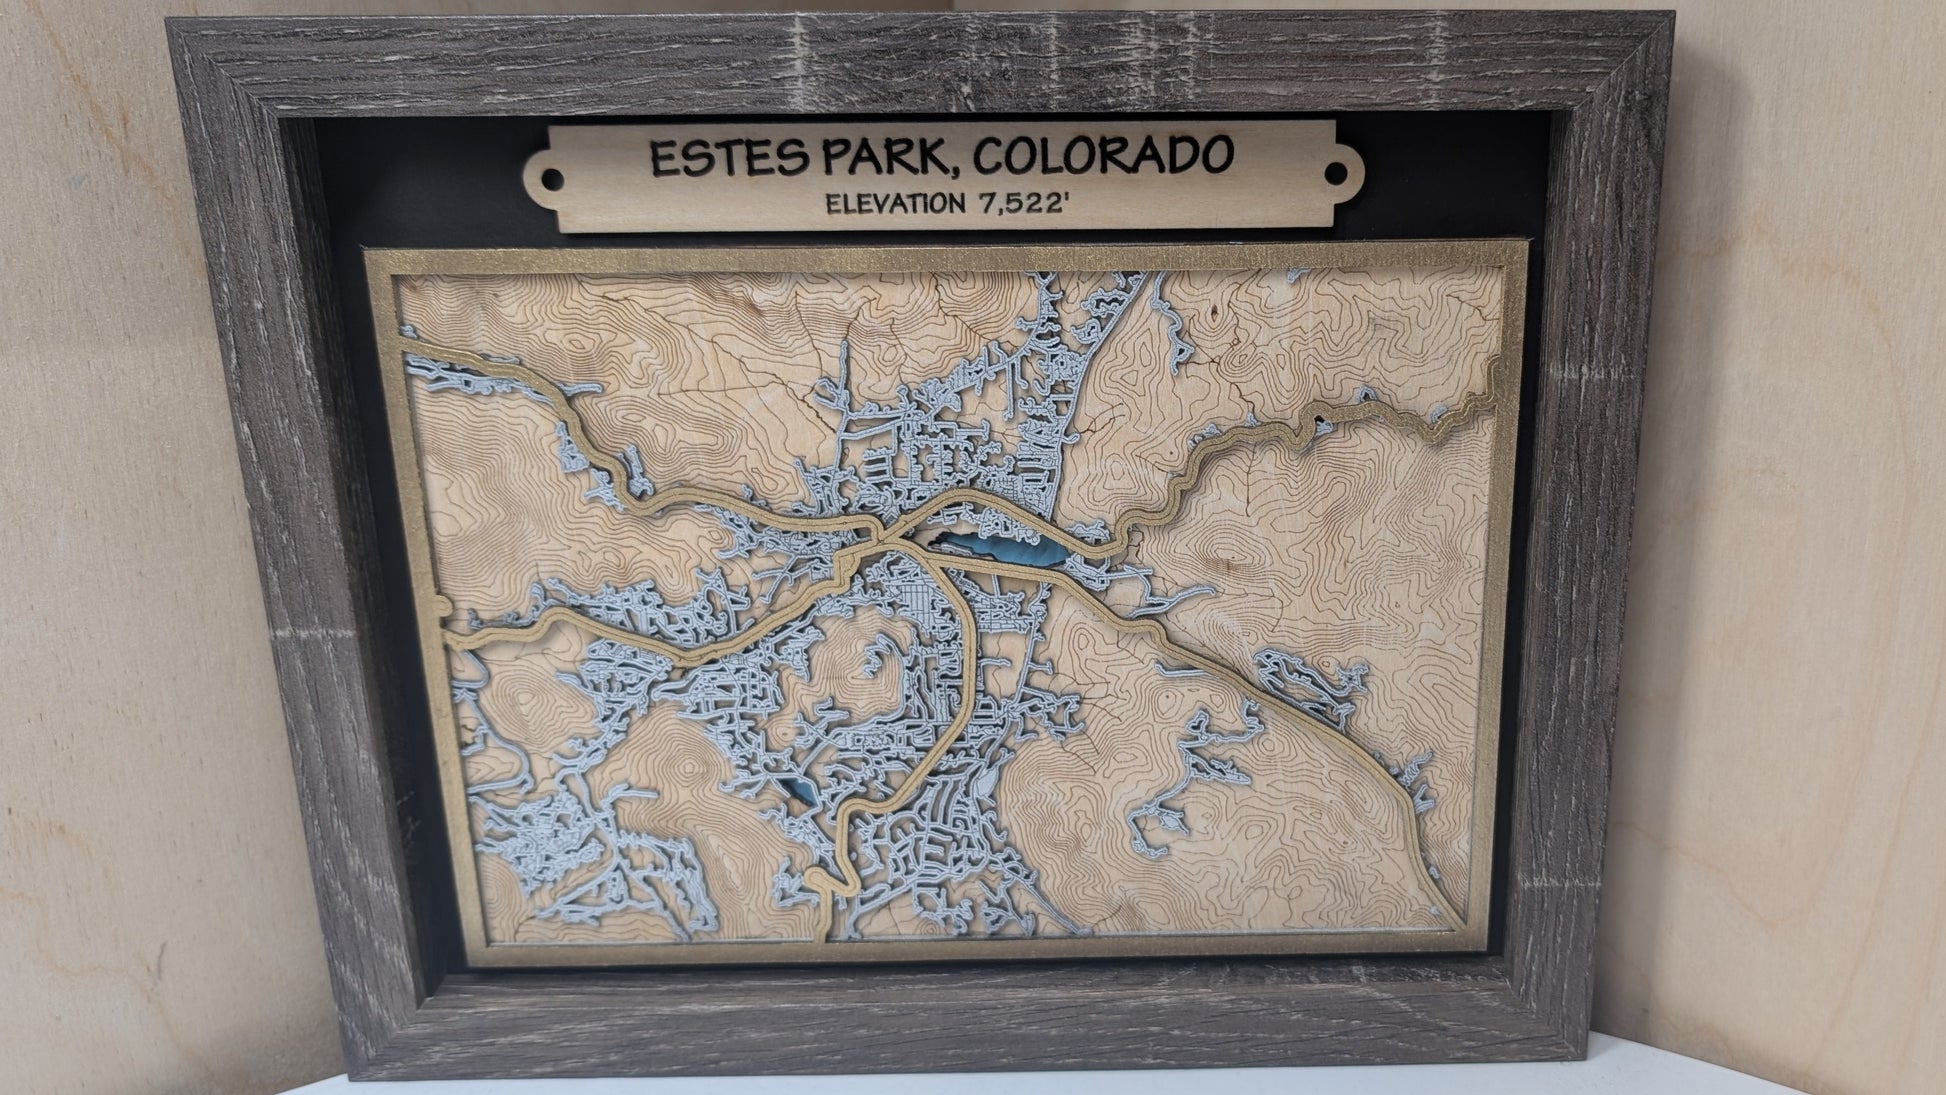 ESTES PARK, COLORADO
ELEVATION 7,522'